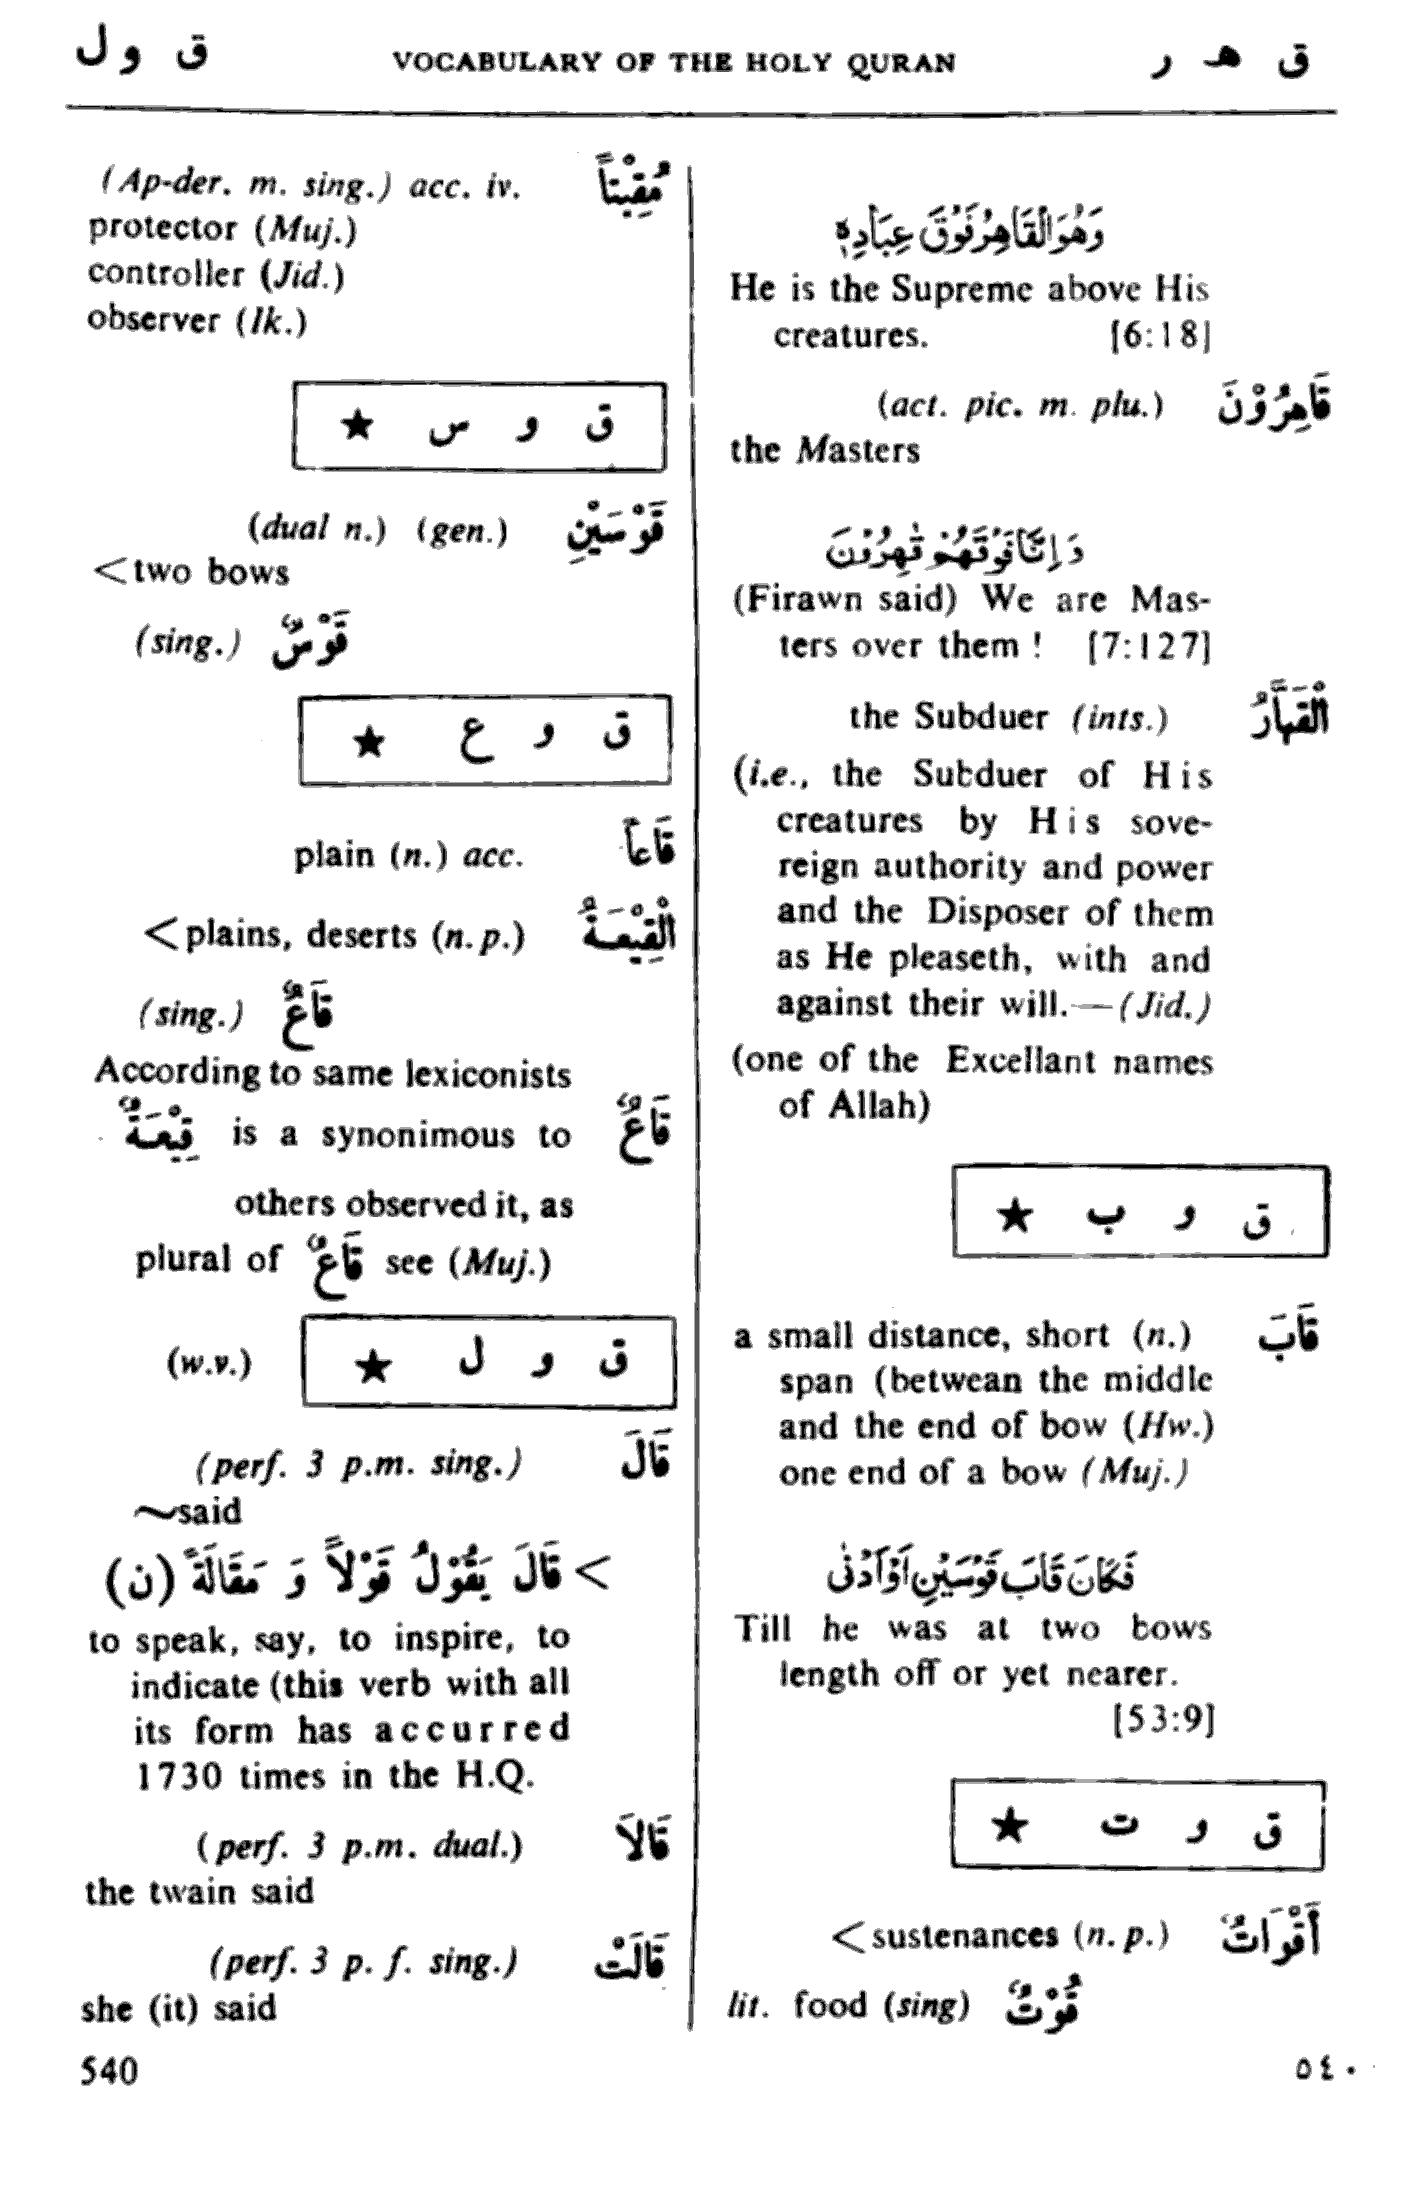 ق و ل VOCABULARY OF THE HOLY QURAN ق هـ ر
وَهُوَ الْقَاهِرُ فَوْقَ عِبَادِهٖ
He is the Supreme above His
creatures. [6:18]
(act. pic. m. plu.) قَاهِرُوْنَ
the Masters
وَاِنَّا فَوْقَهُمْ قٰهِرُوْنَ
(Firawn said) We are Mas-
ters over them ! [7:127]
the Subduer (ints.) الْقَهَّارُ
(i.e., the Subduer of His
creatures by His sove-
reign authority and power
and the Disposer of them
as He pleaseth, with and
against their will.—(Jid.)
(one of the Excellant names
of Allah)
★ ق و ب
a small distance, short (n.) قَابَ
span (betwean the middle
and the end of bow (Hw.)
one end of a bow (Muj.)
فَكَانَ قَابَ قَوْسَيْنِ اَوْ اَدْنٰى
Till he was at two bows
length off or yet nearer.
[53:9]
★ ق و ت
<sustenances (n. p.) أَقْوَاتٌ
lit. food (sing) قُوْتٌ
(Ap-der. m. sing.) acc. iv. مُقِيْتاً
protector (Muj.)
controller (Jid.)
observer (Ik.)
★ ق و س
(dual n.) (gen.) قَوْسَيْنِ
<two bows
(sing.) قَوْسٌ
★ ق و ع
plain (n.) acc. قَاعاً
<plains, deserts (n.p.) الْقِيْعَةُ
(sing.) قَاعٌ
According to same lexiconists
قِيْعَةٌ is a synonimous to قَاعٌ
others observed it, as
plural of قَاعٌ see (Muj.)
(w.v.) ★ ق و ل
(perf. 3 p.m. sing.) قَالَ
~said
< قَالَ يَقُوْلُ قَوْلاً وَ مَقَالَةً (ن)
to speak, say, to inspire, to
indicate (this verb with all
its form has accurred
1730 times in the H.Q.
(perf. 3 p.m. dual.) قَالاَ
the twain said
(perf. 3 p. f. sing.) قَالَتْ
she (it) said
540 ٥٤٠